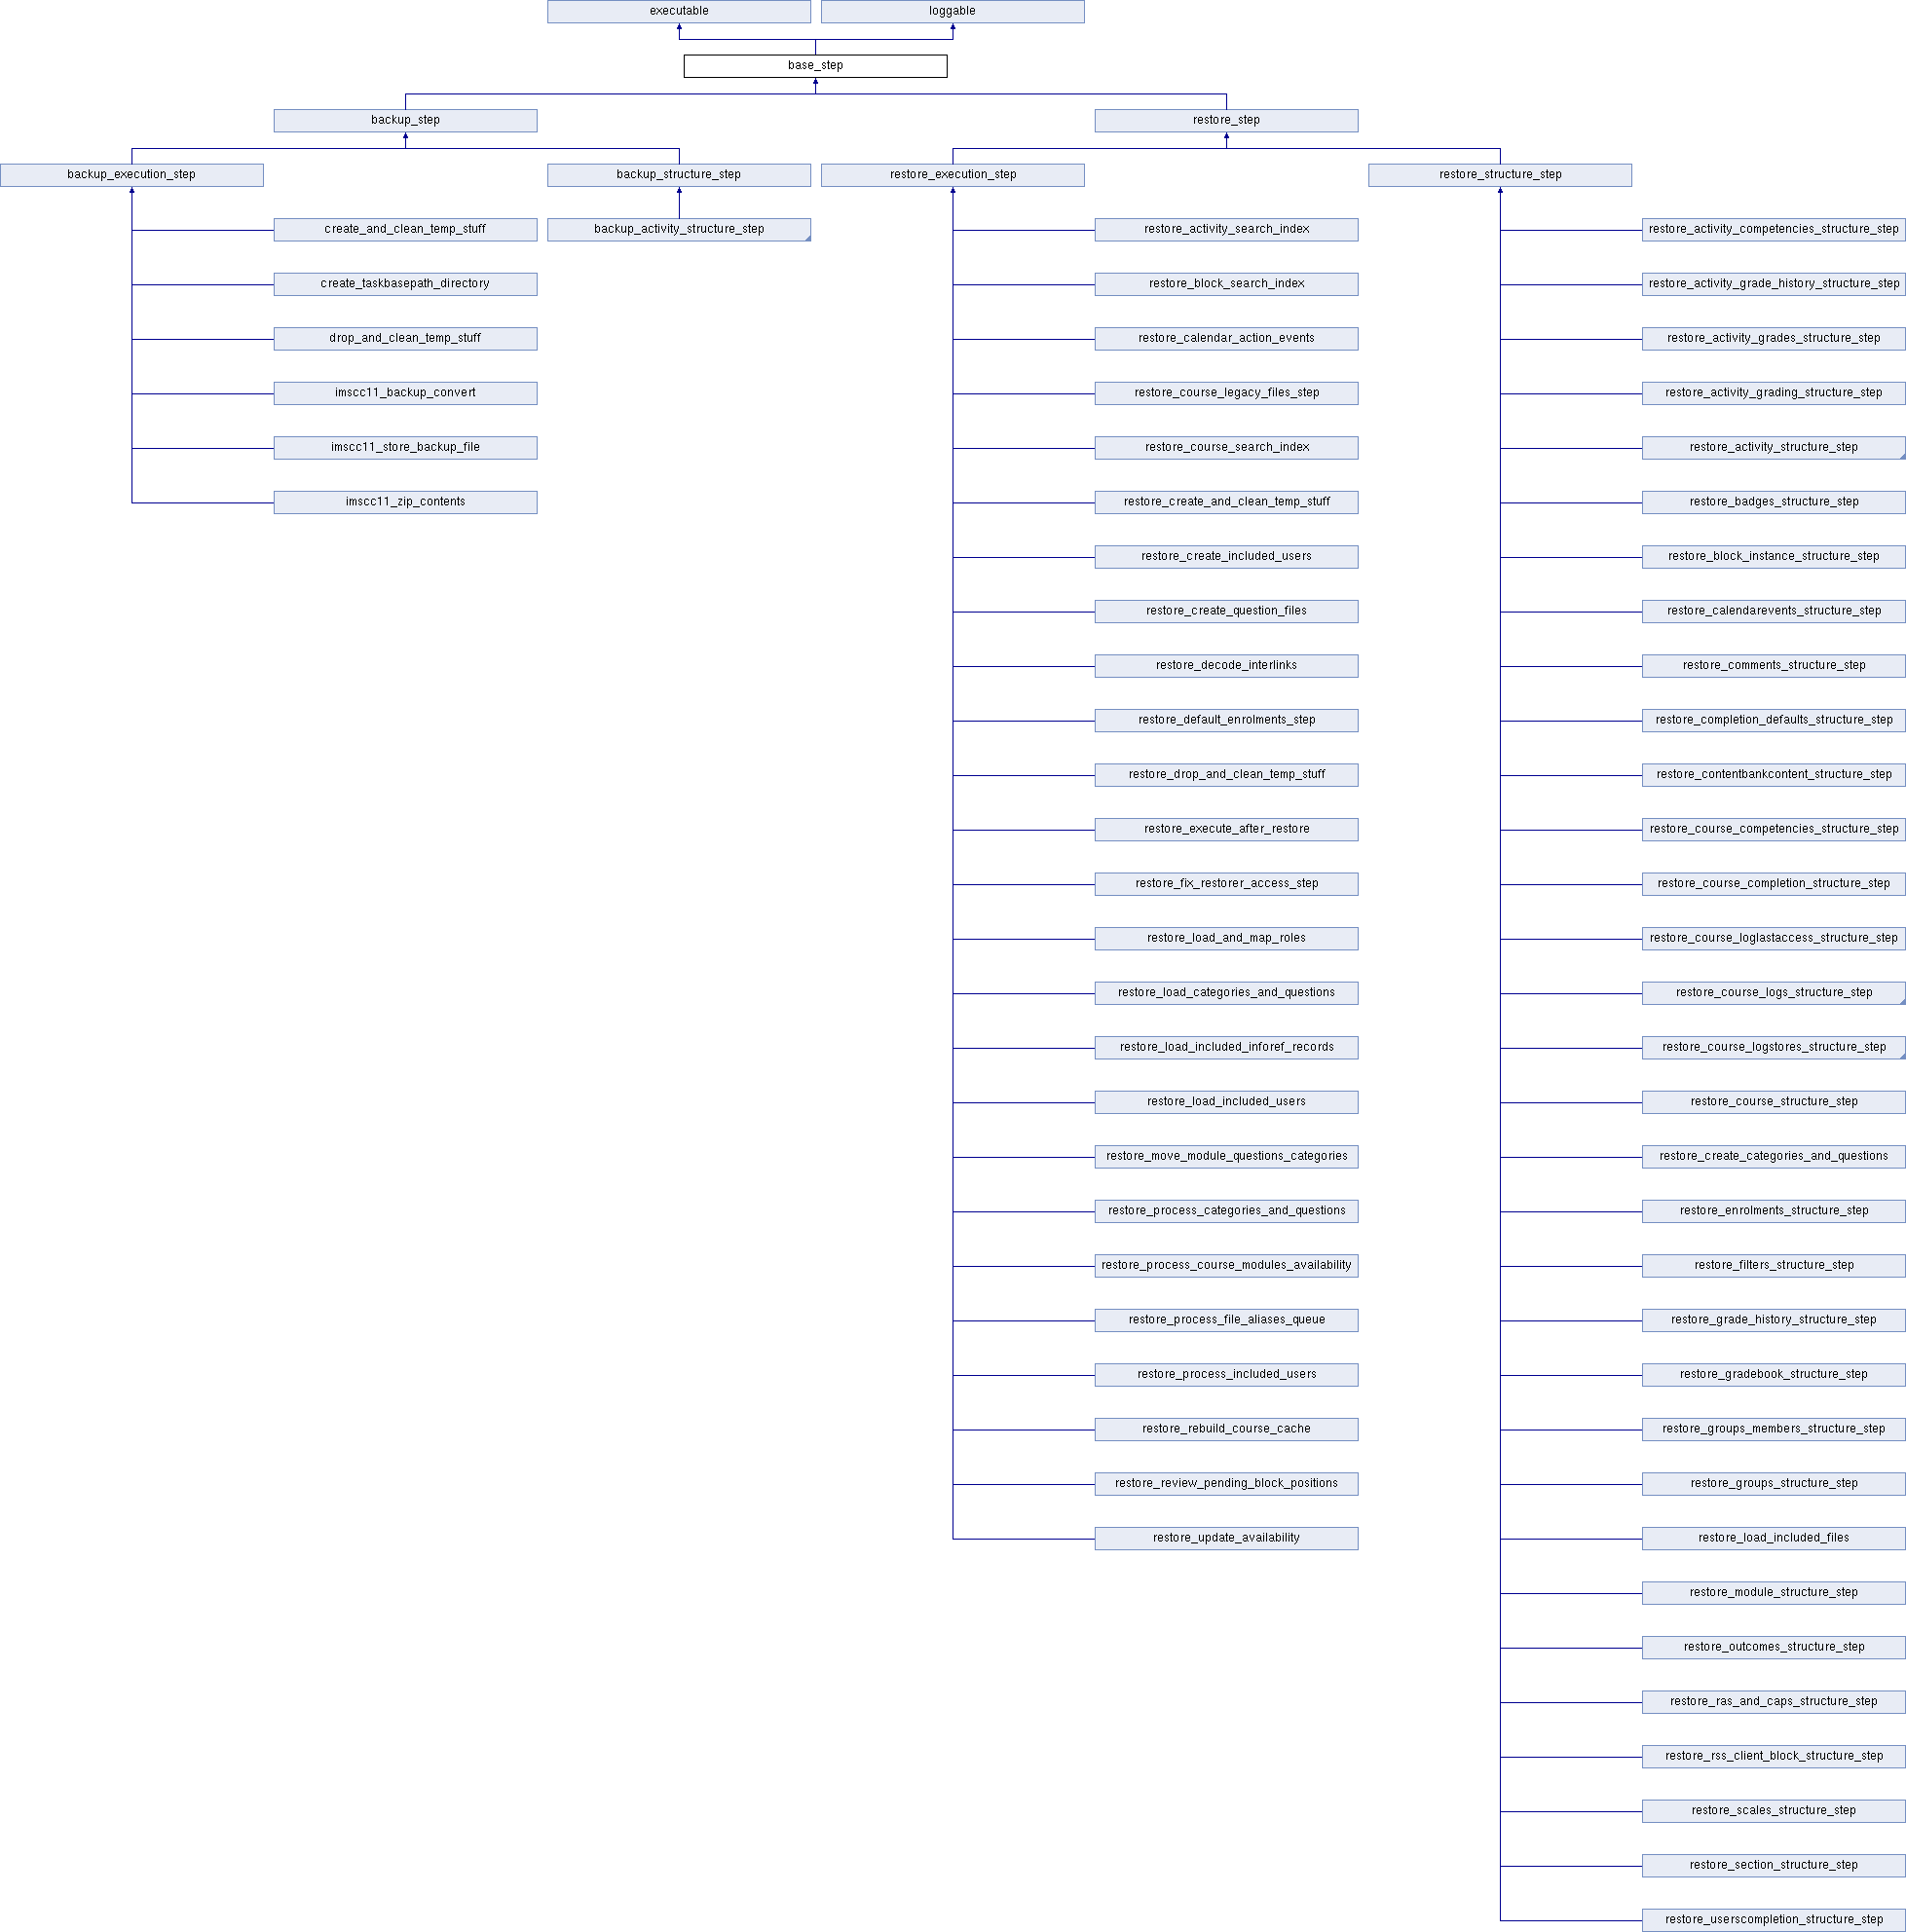 executable
loggable
base_step
backup_step
restore_step
backup_execution_step
backup_structure_step
restore_execution_step
restore_structure_step
create_and_clean_temp_stuff
backup_activity_structure_step
restore_activity_search_index
restore_activity_competencies_structure_step
create_taskbasepath_directory
restore_block_search_index
restore_activity_grade_history_structure_step
drop_and_clean_temp_stuff
restore_calendar_action_events
restore_activity_grades_structure_step
imscc11_backup_convert
restore_course_legacy_files_step
restore_activity_grading_structure_step
imscc11_store_backup_file
restore_course_search_index
restore_activity_structure_step
imscc11_zip_contents
restore_create_and_clean_temp_stuff
restore_badges_structure_step
restore_create_included_users
restore_block_instance_structure_step
restore_create_question_files
restore_calendarevents_structure_step
restore_decode_interlinks
restore_comments_structure_step
restore_default_enrolments_step
restore_completion_defaults_structure_step
restore_drop_and_clean_temp_stuff
restore_contentbankcontent_structure_step
restore_execute_after_restore
restore_course_competencies_structure_step
restore_fix_restorer_access_step
restore_course_completion_structure_step
restore_load_and_map_roles
restore_course_loglastaccess_structure_step
restore_load_categories_and_questions
restore_course_logs_structure_step
restore_load_included_inforef_records
restore_course_logstores_structure_step
restore_load_included_users
restore_course_structure_step
restore_move_module_questions_categories
restore_create_categories_and_questions
restore_process_categories_and_questions
restore_enrolments_structure_step
restore_process_course_modules_availability
restore_filters_structure_step
restore_process_file_aliases_queue
restore_grade_history_structure_step
restore_process_included_users
restore_gradebook_structure_step
restore_rebuild_course_cache
restore_groups_members_structure_step
restore_review_pending_block_positions
restore_groups_structure_step
restore_update_availability
restore_load_included_files
restore_module_structure_step
restore_outcomes_structure_step
restore_ras_and_caps_structure_step
restore_rss_client_block_structure_step
restore_scales_structure_step
restore_section_structure_step
restore_userscompletion_structure_step